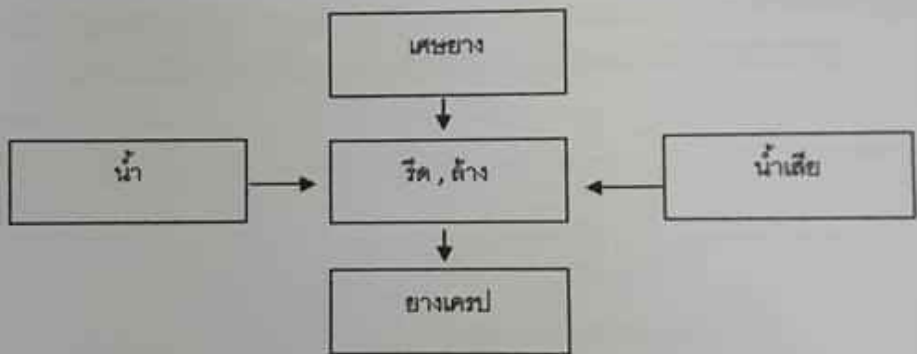 เศษยาง
น้ำ
รีด , ล้าง
น้ำเสีย
ยางเครป